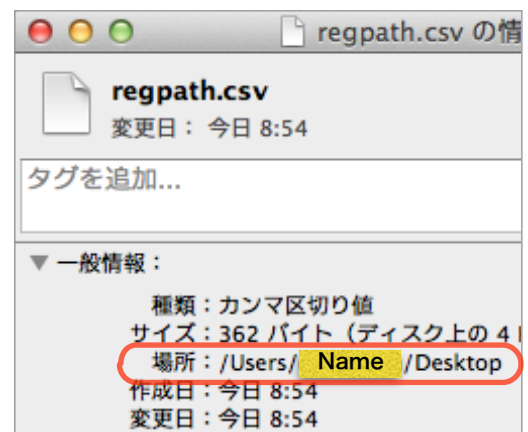 regpath.csv の情
regpath.csv
変更日： 今日 8:54
タグを追加...
▼ 一般情報：
種類：カンマ区切り値
サイズ：362 バイト（ディスク上の 4
場所：/Users/ Name /Desktop
作成日：今日 8:54
変更日：今日 8:54